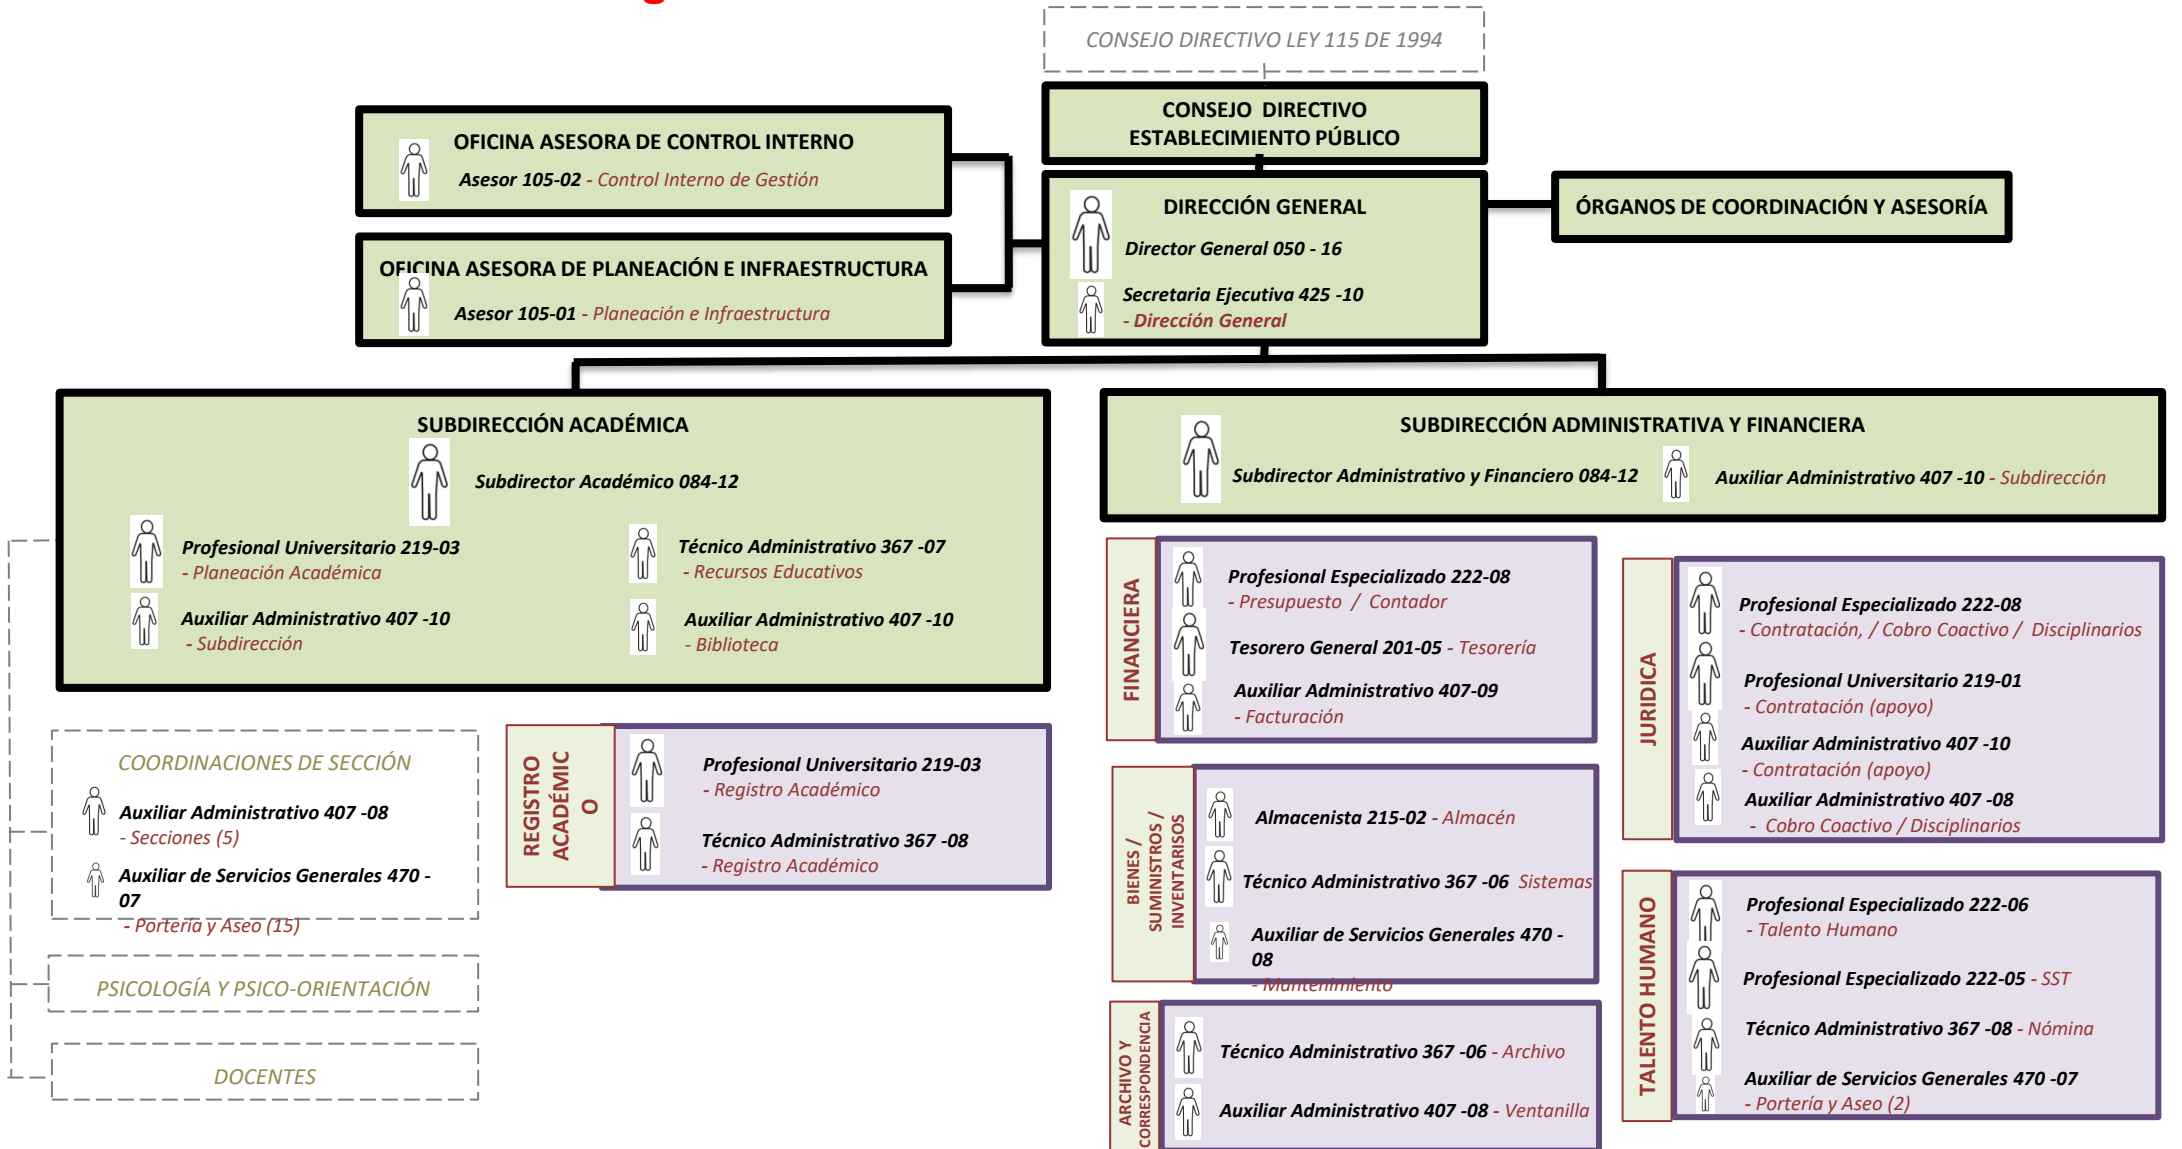 CONSEJO DIRECTIVO LEY 115 DE 1994
CONSEJO DIRECTIVO
ESTABLECIMIENTO PÚBLICO
OFICINA ASESORA DE CONTROL INTERNO
Asesor 105-02 - Control Interno de Gestión
DIRECCIÓN GENERAL
Director General 050 - 16
Secretaria Ejecutiva 425 -10
- Dirección General
ÓRGANOS DE COORDINACIÓN Y ASESORÍA
OFICINA ASESORA DE PLANEACIÓN E INFRAESTRUCTURA
Asesor 105-01 - Planeación e Infraestructura
SUBDIRECCIÓN ACADÉMICA
Subdirector Académico 084-12
Profesional Universitario 219-03
- Planeación Académica
Técnico Administrativo 367 -07
- Recursos Educativos
Auxiliar Administrativo 407 -10
- Subdirección
Auxiliar Administrativo 407 -10
- Biblioteca
SUBDIRECCIÓN ADMINISTRATIVA Y FINANCIERA
Subdirector Administrativo y Financiero 084-12
Auxiliar Administrativo 407 -10 - Subdirección
COORDINACIONES DE SECCIÓN
Auxiliar Administrativo 407 -08
- Secciones (5)
Auxiliar de Servicios Generales 470 -
07
- Portería y Aseo (15)
PSICOLOGÍA Y PSICO-ORIENTACIÓN
DOCENTES
REGISTRO
ACADÉMIC
O
Profesional Universitario 219-03
- Registro Académico
Técnico Administrativo 367 -08
- Registro Académico
FINANCIERA
Profesional Especializado 222-08
- Presupuesto / Contador
Tesorero General 201-05 - Tesorería
Auxiliar Administrativo 407-09
- Facturación
BIENES /
SUMINISTROS /
INVENTARISOS
Almacenista 215-02 - Almacén
Técnico Administrativo 367 -06 Sistemas
Auxiliar de Servicios Generales 470 -
08
- Mantenimiento
ARCHIVO Y
CORRESPONDENCIA
Técnico Administrativo 367 -06 - Archivo
Auxiliar Administrativo 407 -08 - Ventanilla
JURIDICA
Profesional Especializado 222-08
- Contratación, / Cobro Coactivo / Disciplinarios
Profesional Universitario 219-01
- Contratación (apoyo)
Auxiliar Administrativo 407 -10
- Contratación (apoyo)
Auxiliar Administrativo 407 -08
- Cobro Coactivo / Disciplinarios
TALENTO HUMANO
Profesional Especializado 222-06
- Talento Humano
Profesional Especializado 222-05 - SST
Técnico Administrativo 367 -08 - Nómina
Auxiliar de Servicios Generales 470 -07
- Portería y Aseo (2)